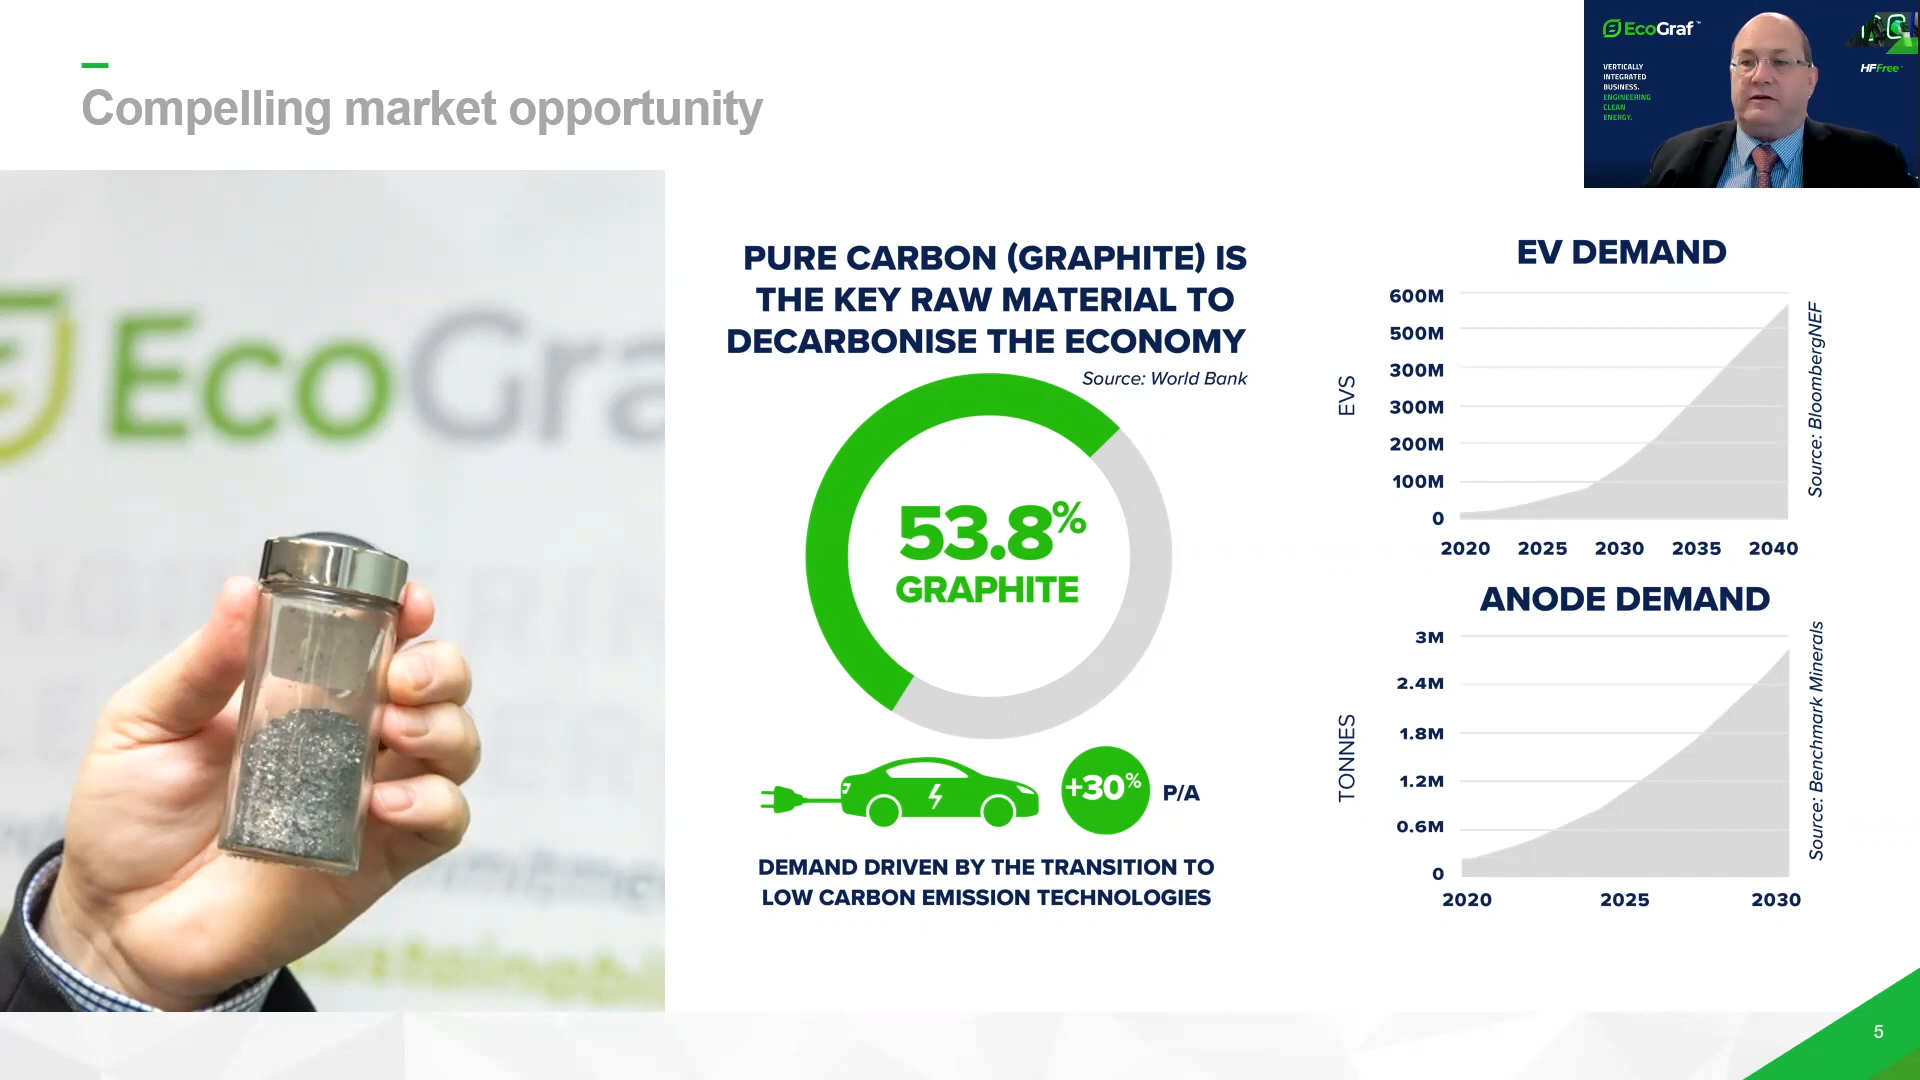 Compelling market opportunity
EcoGraf™
VERTICALLY
INTEGRATED
BUSINESS.
ENGINEERING
CLEAN
ENERGY.
HFFree™
EcoGra
PURE CARBON (GRAPHITE) IS
THE KEY RAW MATERIAL TO
DECARBONISE THE ECONOMY
Source: World Bank
53.8%
GRAPHITE
+30%
P/A
DEMAND DRIVEN BY THE TRANSITION TO
LOW CARBON EMISSION TECHNOLOGIES
EV DEMAND
600M
500M
300M
300M
200M
100M
0
EVS
2020 2025 2030 2035 2040
Source: BloombergNEF
ANODE DEMAND
3M
2.4M
1.8M
1.2M
0.6M
0
TONNES
2020 2025 2030
Source: Benchmark Minerals
5